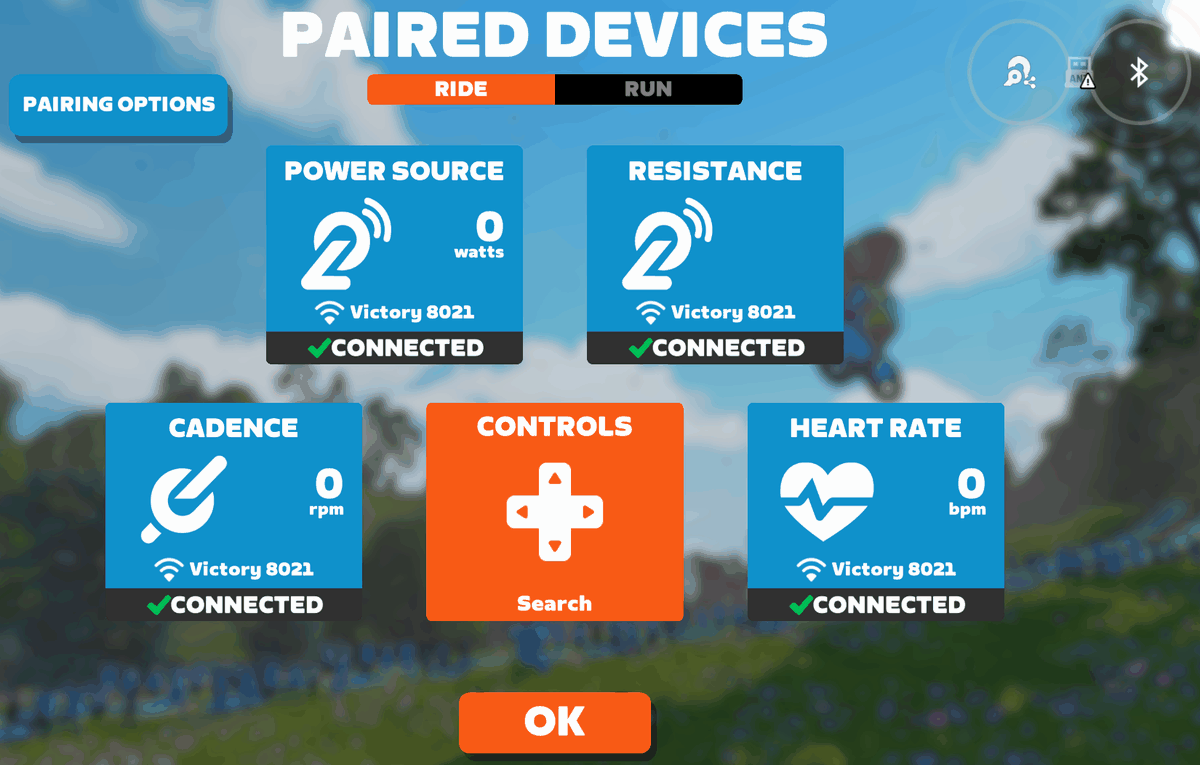 PAIRED DEVICES
PAIRING OPTIONS
RIDE
RUN
POWER SOURCE
0
watts
Victory 8021
CONNECTED
RESISTANCE
Victory 8021
CONNECTED
CADENCE
0
rpm
Victory 8021
CONNECTED
CONTROLS
Search
HEART RATE
0
bpm
Victory 8021
CONNECTED
OK